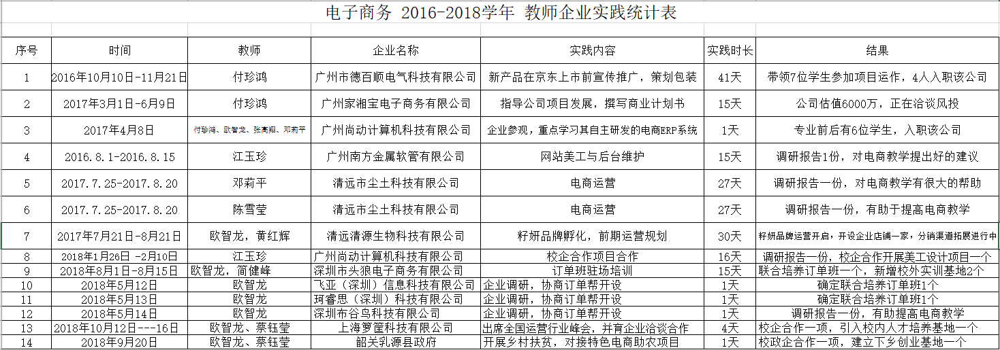 电子商务 2016-2018学年 教师企业实践统计表
序号 时间 教师 企业名称 实践内容 实践时长 结果
1 2016年10月10日-11月21日 付珍鸿 广州市德百顺电气科技有限公司 新产品在京东上市前宣传推广，策划包装 41天 带领7位学生参加项目运作，4人入职该公司
2 2017年3月1日-6月9日 付珍鸿 广州家湘宝电子商务有限公司 指导公司项目发展，撰写商业计划书 15天 公司估值6000万，正在洽谈风投
3 2017年4月8日 付珍鸿、欧智龙、张高翔、邓莉平 广州尚动计算机科技有限公司 企业参观，重点学习其自主研发的电商ERP系统 1天 专业前后有6位学生，入职该公司
4 2016.8.1-2016.8.15 江玉珍 广州南方金属软管有限公司 网站美工与后台维护 15天 调研报告1份，对电商教学提出好的建议
5 2017.7.25-2017.8.20 邓莉平 清远市尘土科技有限公司 电商运营 27天 调研报告一份，对电商教学有很大的帮助
6 2017.7.25-2017.8.20 陈雪莹 清远市尘土科技有限公司 电商运营 27天 调研报告一份，有助于提高电商教学
7 2017年7月21日-8月21日 欧智龙，黄红辉 清远清源生物科技有限公司 籽妍品牌孵化，前期运营规划 30天 籽妍品牌运营开启，开设企业店铺一家，分销渠道拓展进行中
8 2018年1月26日 -2月10日 江玉珍 广州尚动计算机科技有限公司 校企合作项目合作 16天 调研报告一份，校企合作开展美工设计项目一个
9 2018年8月1日-8月15日 欧智龙，简健峰 深圳市头狼电子商务有限公司 订单班驻场培训 15天 联合培养订单班一个，新增校外实训基地2个
10 2018年5月12日 欧智龙 飞亚（深圳）信息科技有限公司 企业调研，协商订单帮开设 1天 确定联合培养订单班1个
11 2018年5月13日 欧智龙 珂睿思（深圳）科技有限公司 企业调研，协商订单帮开设 1天 确定联合培养订单班1个
12 2018年5月14日 欧智龙 深圳布谷鸟科技有限公司 企业调研，协商订单帮开设 1天 调研报告一份，有助提高电商教学
13 2018年10月12日---16日 欧智龙、蔡钰莹 上海箩筐科技有限公司 出席全国运营行业峰会，并育企业洽谈合作 4天 校企合作一项，引入校内人才培养基地一个
14 2018年9月20日 欧智龙、蔡钰莹 韶关乳源县政府 开展乡村扶贫，对接特色电商助农项目 1天 校政企合作一项，建立下乡创业基地一个